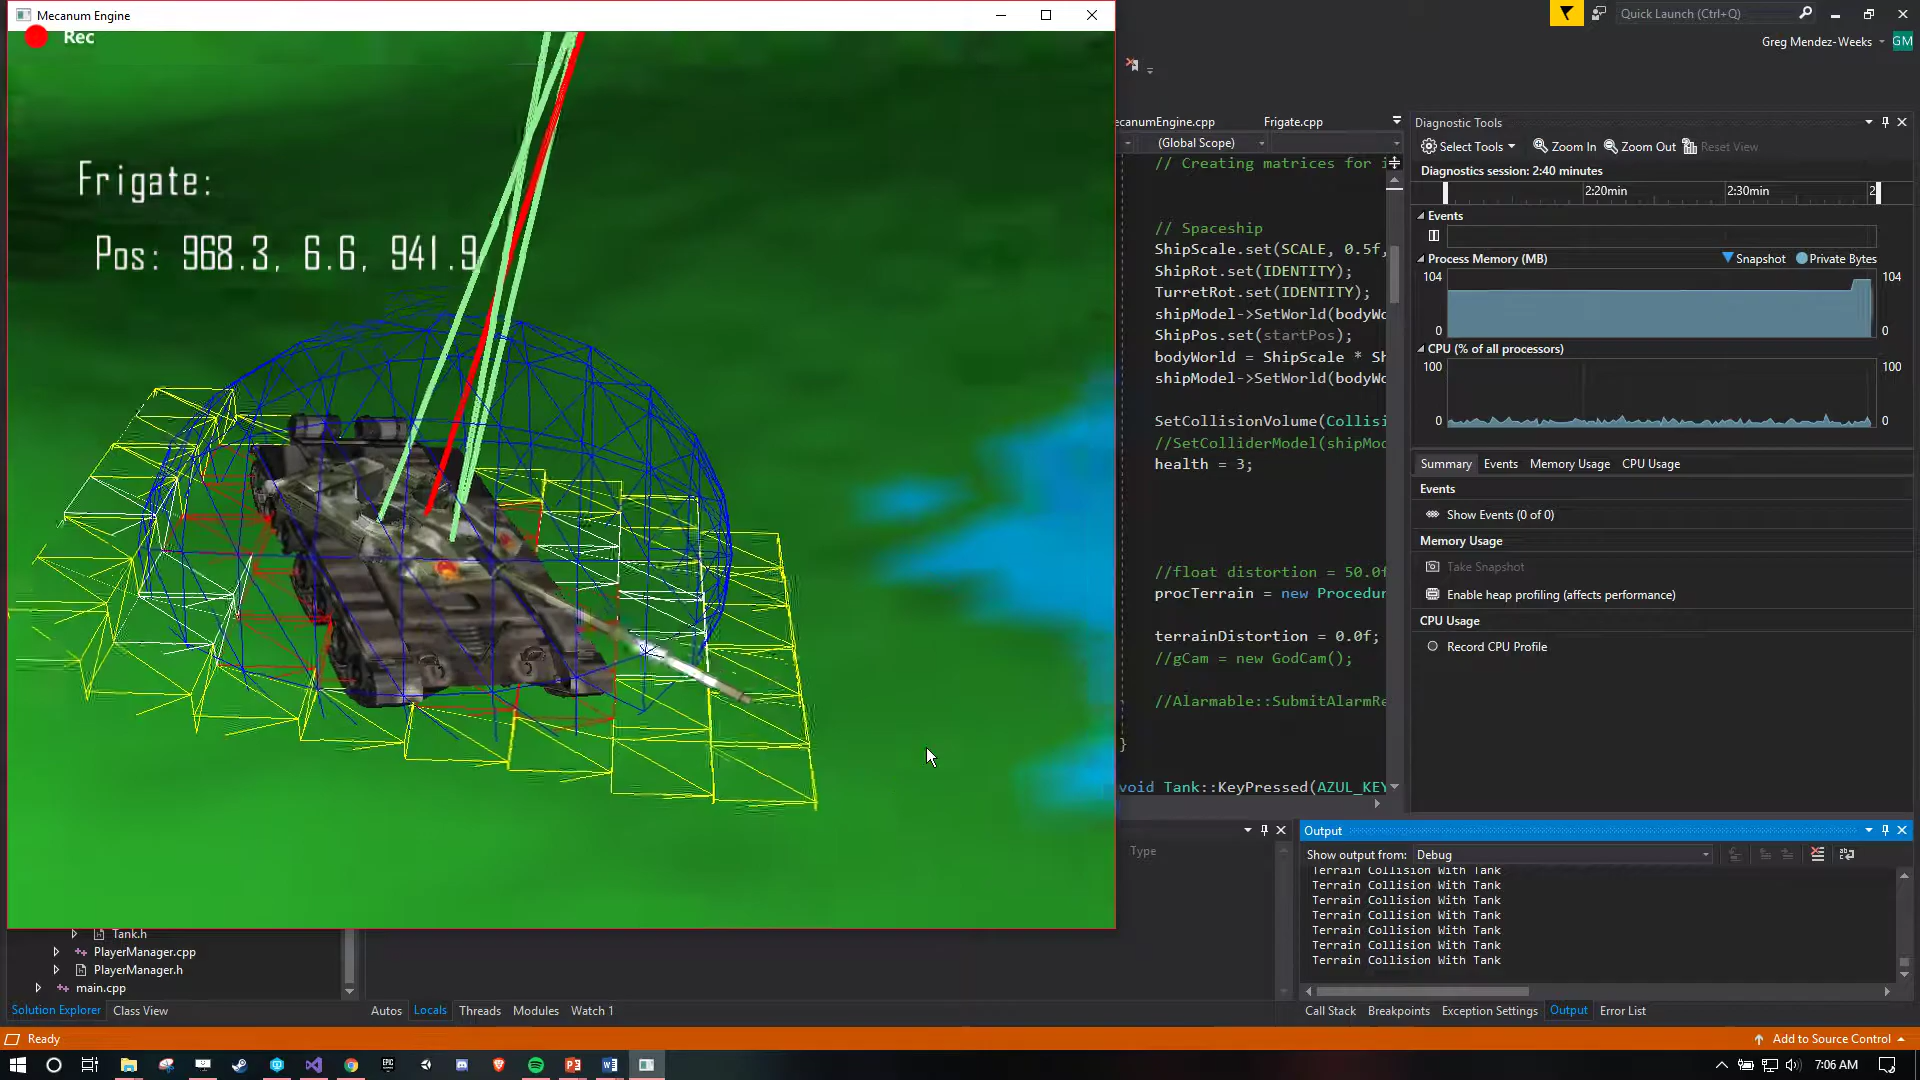 Mecanum Engine
Rec
Frigate:
Pos: 968.3, 6.6, 941.9
Quick Launch (Ctrl+Q)
Greg Mendez-Weeks
GM
ecanumEngine.cpp
Frigate.cpp
(Global Scope)
// Creating matrices for i
// Spaceship
ShipScale.set(SCALE, 0.5f,
ShipRot.set(IDENTITY);
TurretRot.set(IDENTITY);
shipModel->SetWorld(bodyWo
ShipPos.set(startPos);
bodyWorld = ShipScale * Sh
shipModel->SetWorld(bodyWo
SetCollisionVolume(Collisi
//SetColliderModel(shipMod
health = 3;
//float distortion = 50.0f
procTerrain = new Procedur
terrainDistortion = 0.0f;
//gCam = new GodCam();
//Alarmable::SubmitAlarmRe
}
void Tank::KeyPressed(AZUL_KEY
Diagnostic Tools
Select Tools
Zoom In
Zoom Out
Reset View
Diagnostics session: 2:40 minutes
2:20min
2:30min
2
Events
Process Memory (MB)
Snapshot
Private Bytes
104
104
0
0
CPU (% of all processors)
100
100
0
0
Summary
Events
Memory Usage
CPU Usage
Events
Show Events (0 of 0)
Memory Usage
Take Snapshot
Enable heap profiling (affects performance)
CPU Usage
Record CPU Profile
Type
Output
Show output from:
Debug
Terrain Collision With Tank
Terrain Collision With Tank
Terrain Collision With Tank
Terrain Collision With Tank
Terrain Collision With Tank
Terrain Collision With Tank
Terrain Collision With Tank
Tank.h
PlayerManager.cpp
PlayerManager.h
main.cpp
Solution Explorer
Class View
Autos
Locals
Threads
Modules
Watch 1
Call Stack
Breakpoints
Exception Settings
Output
Error List
Ready
Add to Source Control
7:06 AM